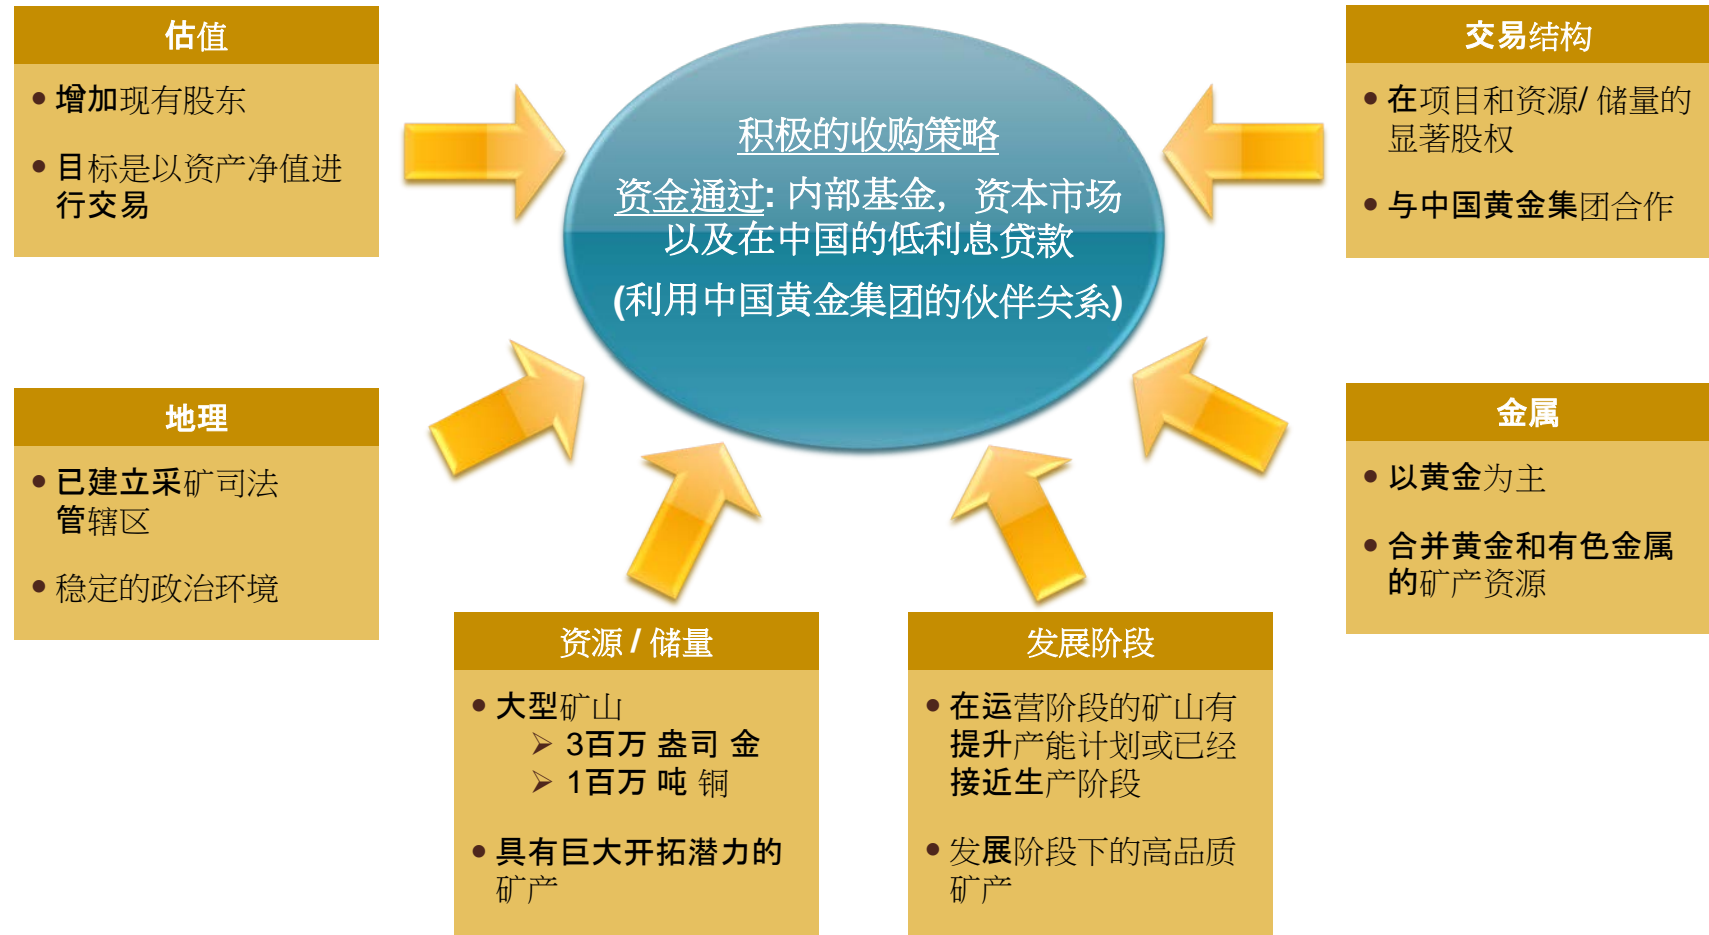 估值
• 增加现有股东
• 目标是以资产净值进
行交易
积极的收购策略
资金通过: 内部基金，资本市场
以及在中国的低利息贷款
(利用中国黄金集团的伙伴关系)
交易结构
• 在项目和资源/ 储量的
显著股权
• 与中国黄金集团合作
地理
• 已建立采矿司法
管辖区
• 稳定的政治环境
金属
• 以黄金为主
• 合并黄金和有色金属
的矿产资源
资源 / 储量
• 大型矿山
➢ 3百万 盎司 金
➢ 1百万 吨 铜
• 具有巨大开拓潜力的
矿产
发展阶段
• 在运营阶段的矿山有
提升产能计划或已经
接近生产阶段
• 发展阶段下的高品质
矿产